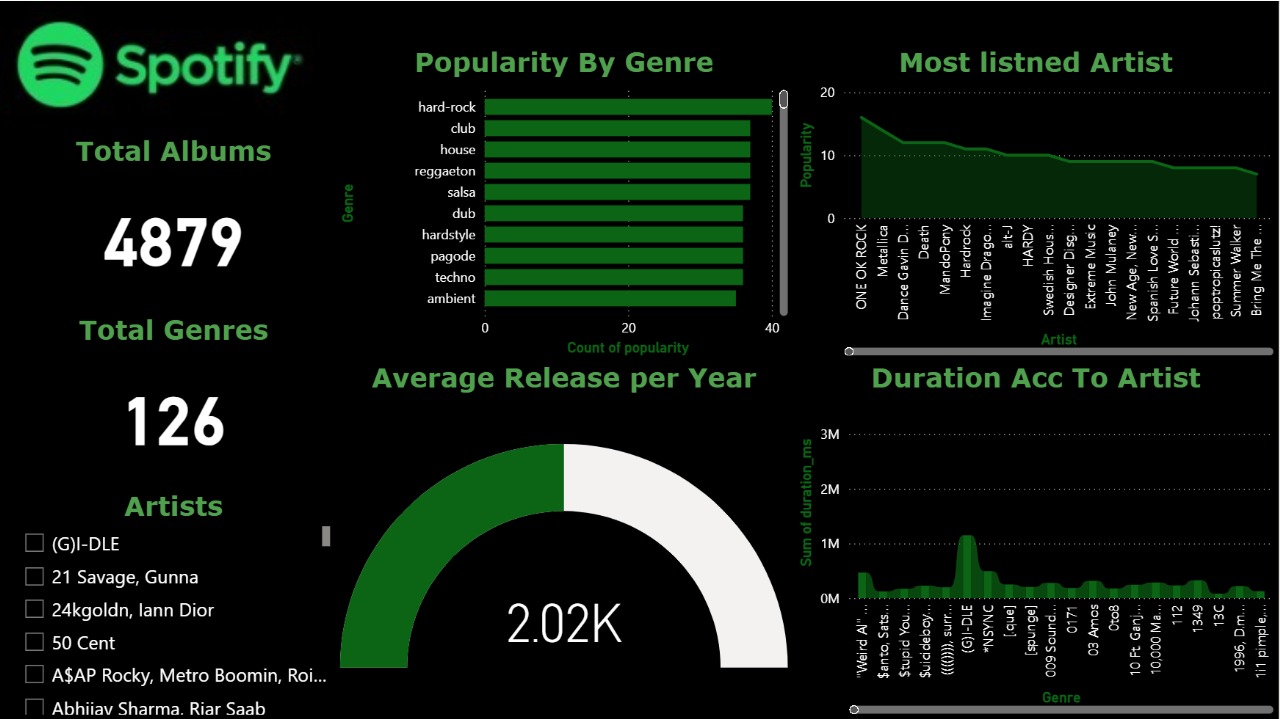 Spotify®
Total Albums
4879
Total Genres
126
Artists
(G)I-DLE
21 Savage, Gunna
24kgoldn, Iann Dior
50 Cent
A$AP Rocky, Metro Boomin, Roi...
Abhijay Sharma, Riar Saab
Popularity By Genre
Genre
hard-rock
club
house
reggaeton
salsa
dub
hardstyle
pagode
techno
ambient
0 20 40
Count of popularity
Most listned Artist
Popularity
20
10
0
ONE OK ROCK
Metallica
Dance Gavin D...
Death
MandoPony
Hardrock
Imagine Drago...
alt-J
HARDY
Swedish Hous...
Designer Disg...
Extreme Music
John Mulaney
New Age, New...
Spanish Love S...
Future World ...
Johann Sebasti...
poptropicaslutz!
Summer Walker
Bring Me The ...
Artist
Average Release per Year
2.02K
Duration Acc To Artist
Sum of duration_ms
3M
2M
1M
0M
"Weird Al" ...
$anto, Sats...
$tupid You...
$uicideboy...
(((()))), surr...
(G)I-DLE
*NSYNC
[que]
[spunge]
009 Sound...
0171
03 Amos
0to8
10 Ft. Ganj...
10,000 Ma...
112
1349
13C
1996, D.m...
1i1 pimple,...
Genre